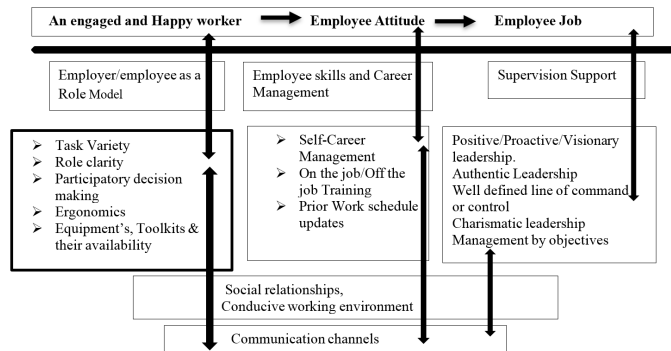 An engaged and Happy worker Employee Attitude Employee Job
Employer/employee as a
Role Model
Employee skills and Career
Management
Supervision Support
➢ Task Variety
➢ Role clarity
➢ Participatory decision
making
➢ Ergonomics
➢ Equipment's, Toolkits &
their availability
➢ Self-Career
Management
➢ On the job/Off the
job Training
➢ Prior Work schedule
updates
Positive/Proactive/Visionary
leadership.
Authentic Leadership
Well defined line of command
or control
Charismatic leadership
Management by objectives
Social relationships,
Conducive working environment
Communication channels